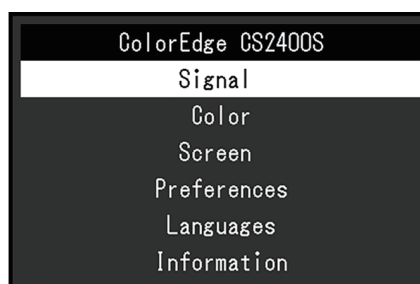 ColorEdge CS2400S
Signal
Color
Screen
Preferences
Languages
Information